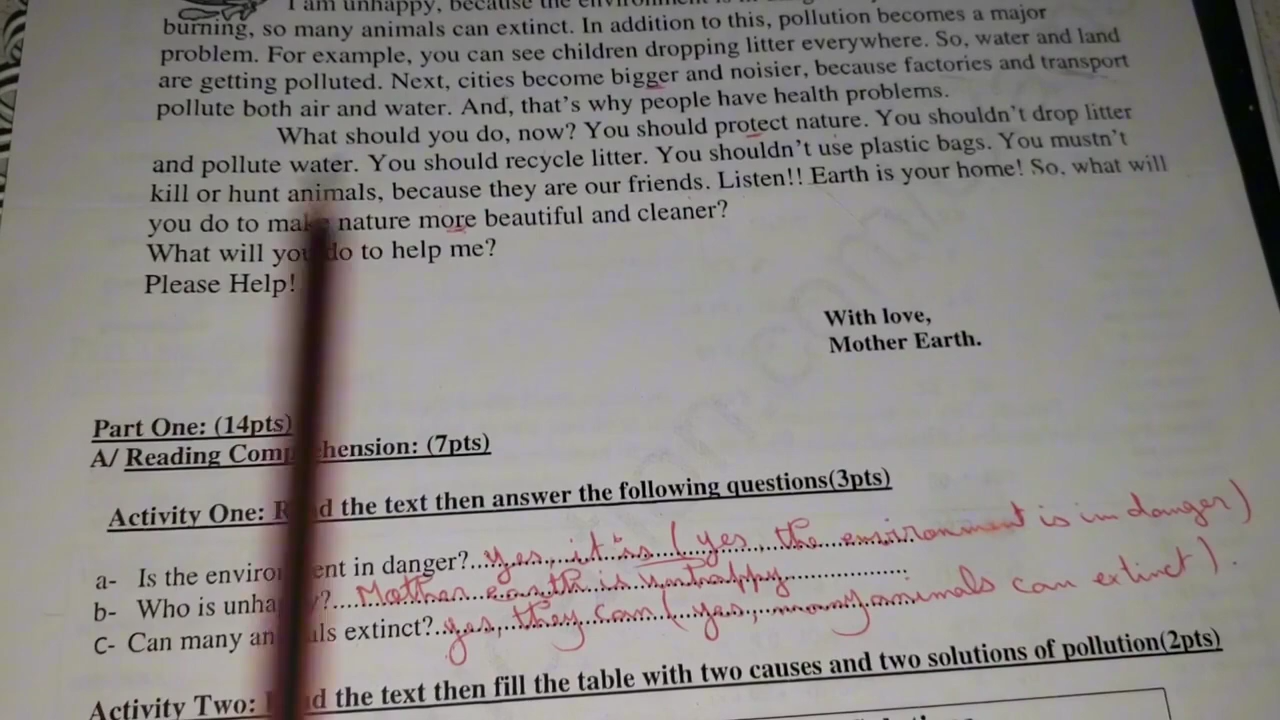 I am unhappy, because the environment is in
burning, so many animals can extinct. In addition to this, pollution becomes a major
problem. For example, you can see children dropping litter everywhere. So, water and land
are getting polluted. Next, cities become bigger and noisier, because factories and transport
pollute both air and water. And, that's why people have health problems.
What should you do, now? You should protect nature. You shouldn't drop litter
and pollute water. You should recycle litter. You shouldn't use plastic bags. You mustn't
kill or hunt animals, because they are our friends. Listen!! Earth is your home! So, what will
you do to make nature more beautiful and cleaner?
What will you do to help me?
Please Help!
With love,
Mother Earth.
Part One: (14pts)
A/ Reading Comprehension: (7pts)
Activity One: Read the text then answer the following questions(3pts)
a- Is the environment in danger?..yes, it is (yes, the environment is in danger)
b- Who is unhappy?....Mother earth is unhappy..............
C- Can many animals extinct?..yes, they can (yes, many animals can extinct).
Activity Two: Read the text then fill the table with two causes and two solutions of pollution(2pts)